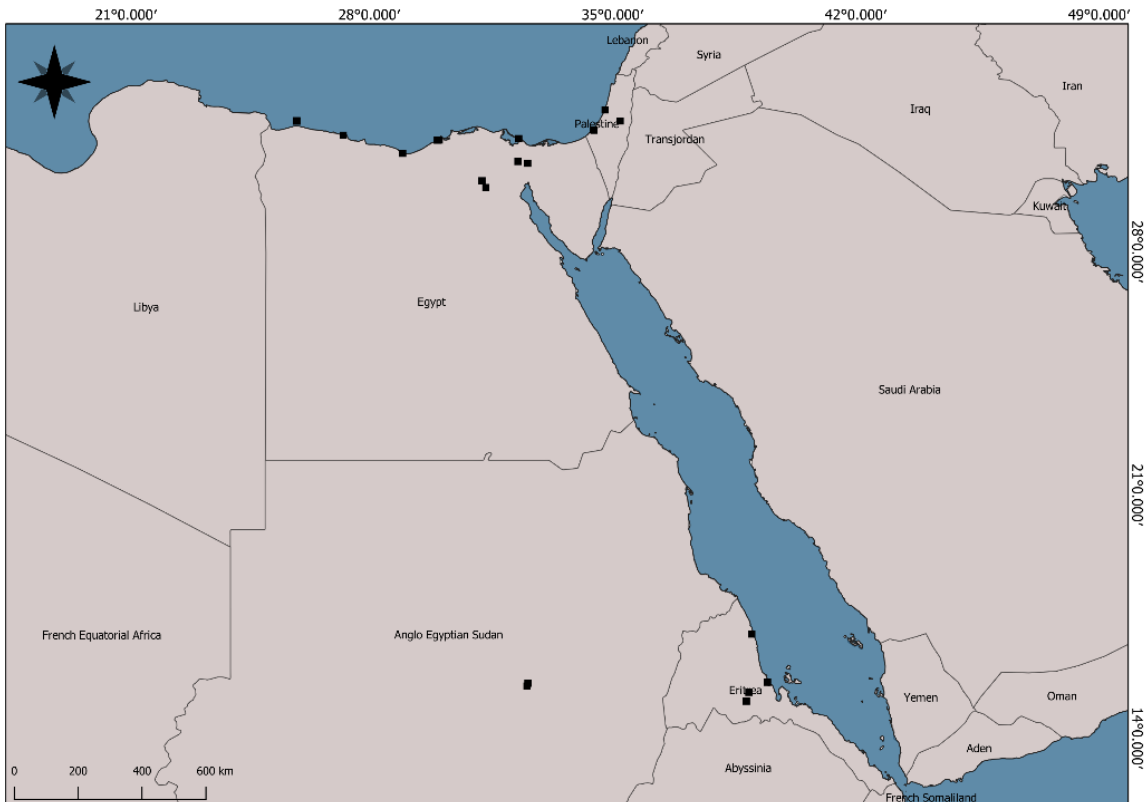 21°0.000' 28°0.000' 35°0.000' 42°0.000' 49°0.000'
Lebanon
Syria
Iran
Iraq
Palestine
Transjordan
Kuwait
28°0.000'
Libya
Egypt
Saudi Arabia
21°0.000'
French Equatorial Africa
Anglo Egyptian Sudan
Eritrea
Yemen
Oman
14°0.000'
Aden
Abyssinia
0 200 400 600 km
French Somaliland